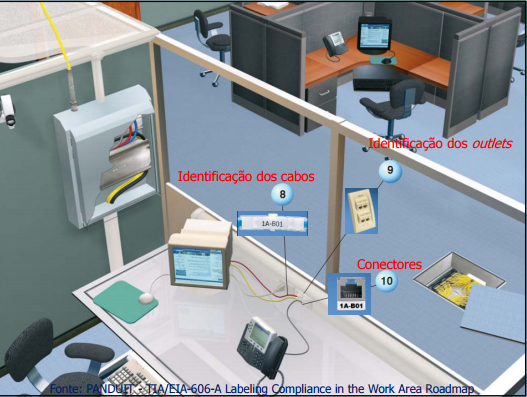 Identificação dos outlets
9
Identificação dos cabos
8
1A-B01
Conectores
10
1A-B01
Fonte: PANDUIT - TIA/EIA-606-A Labeling Compliance in the Work Area Roadmap